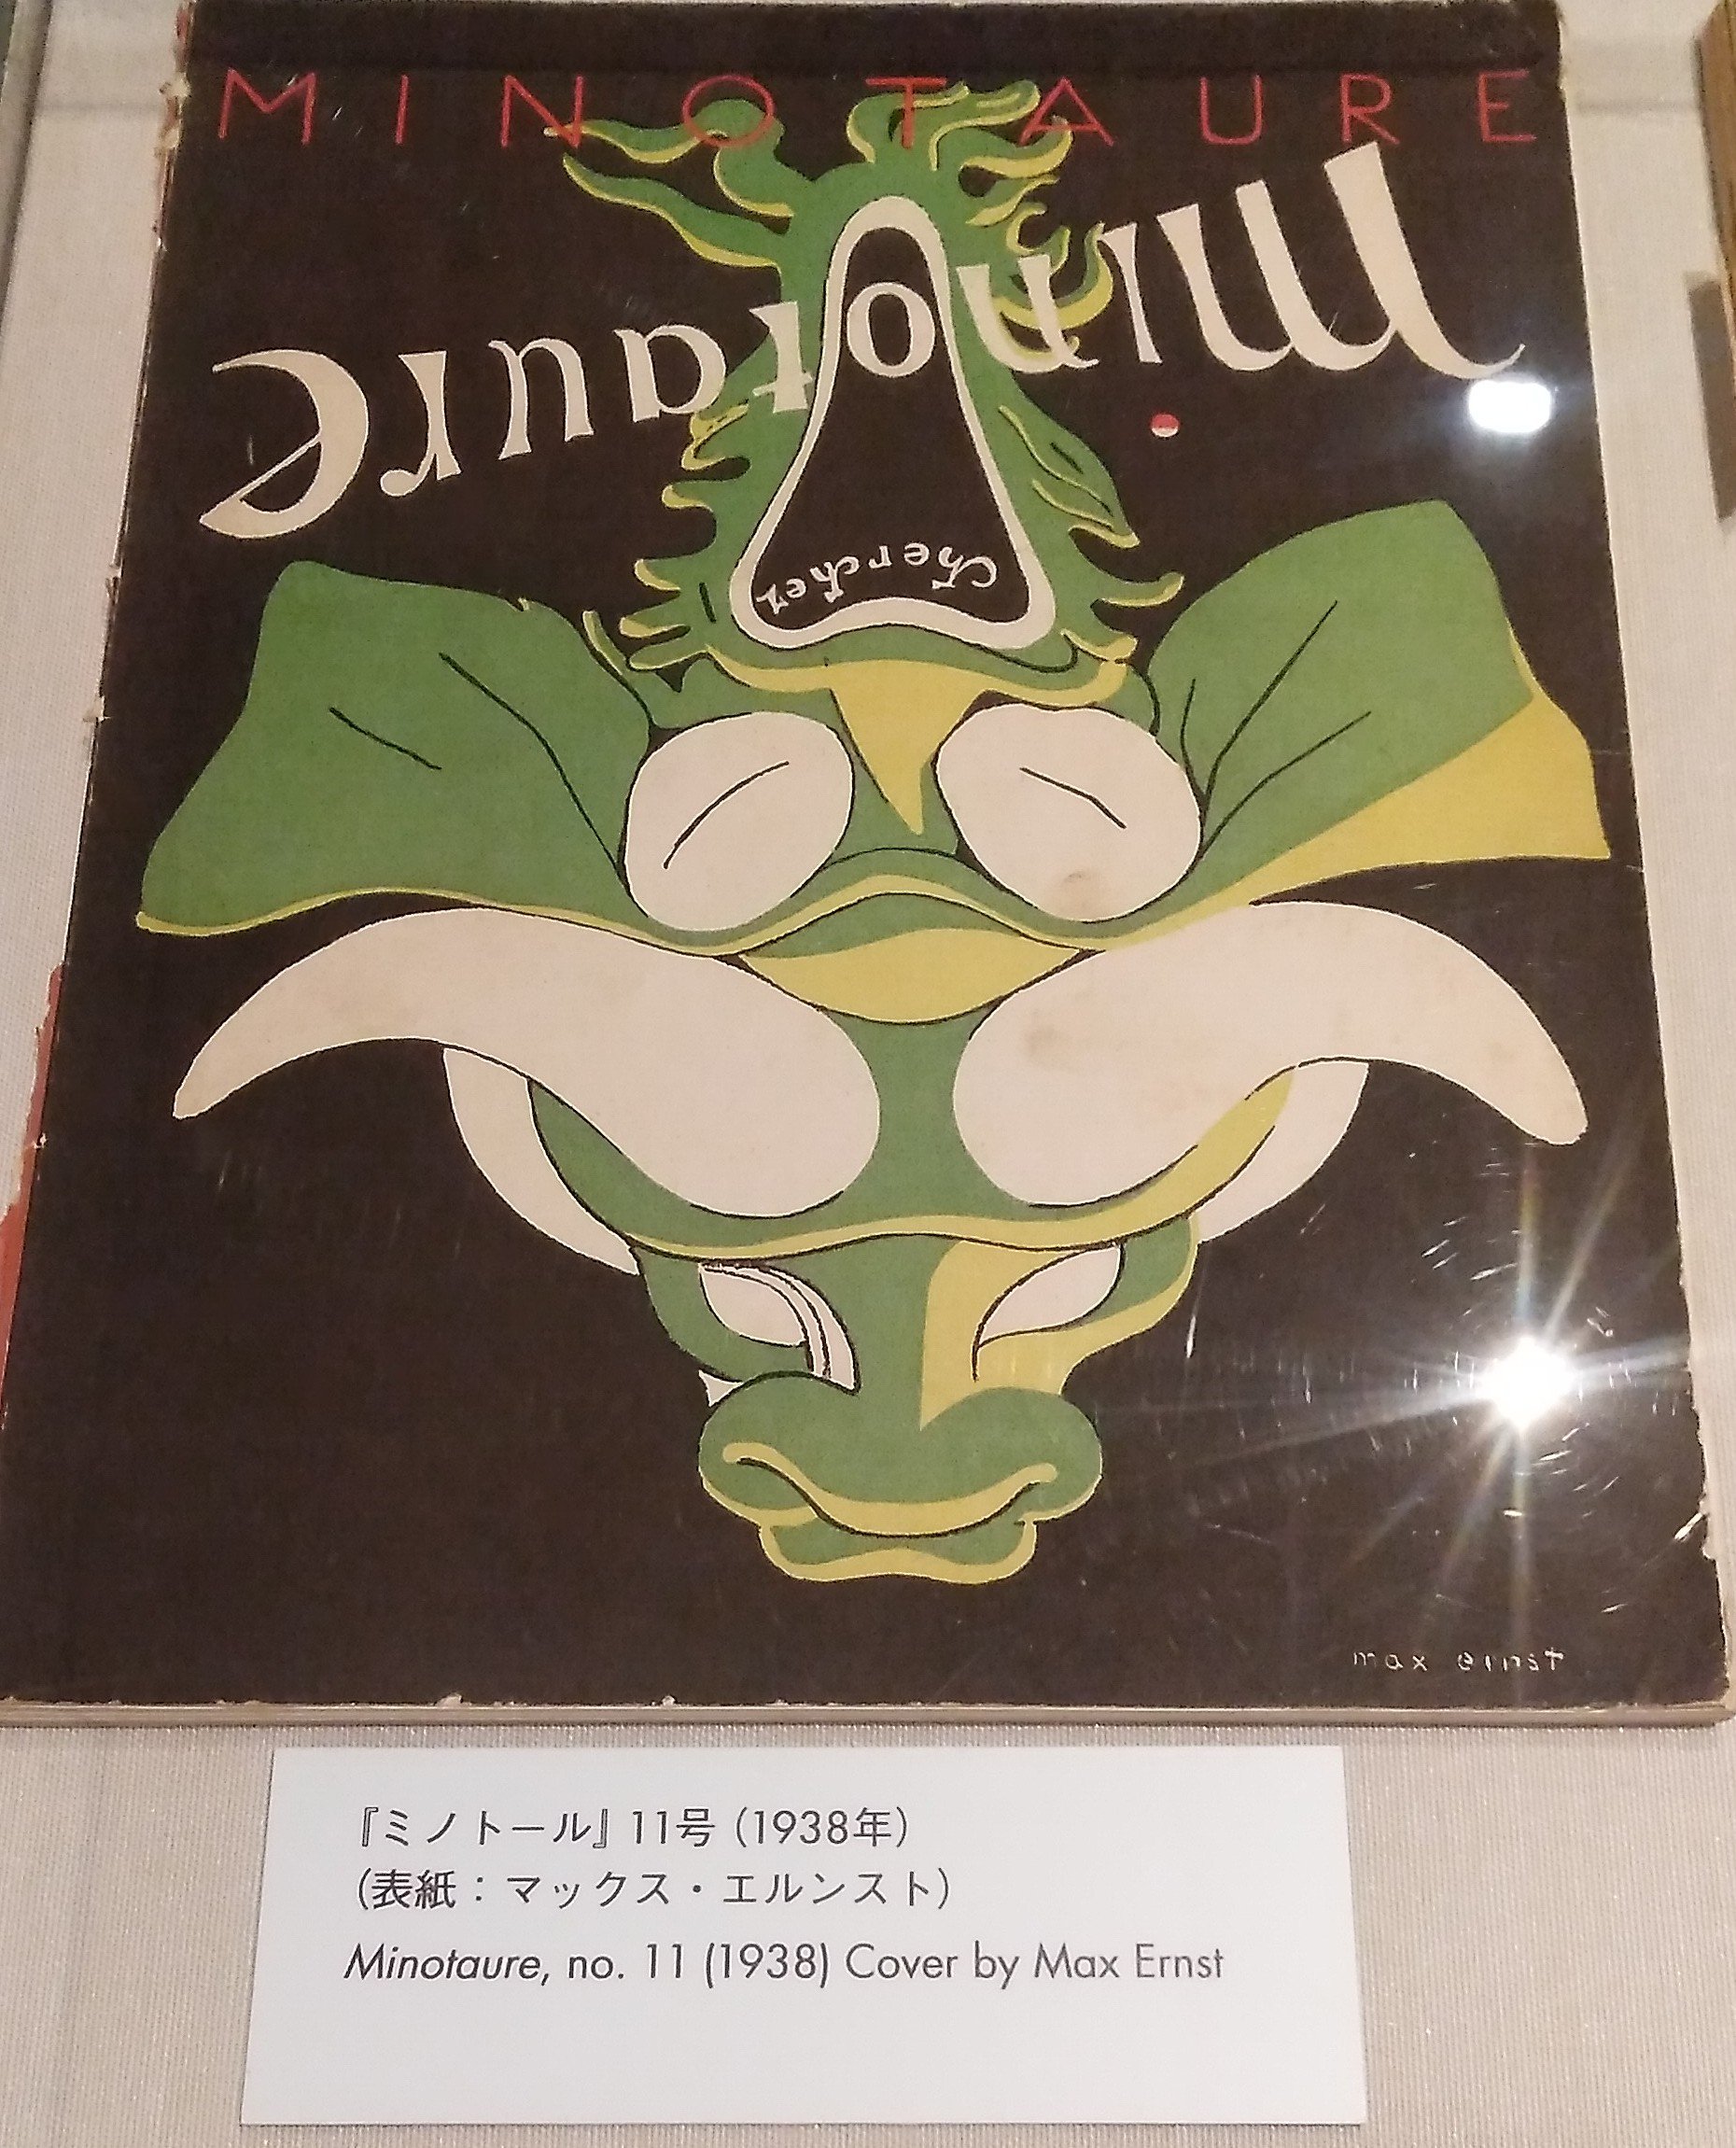 MINOTAURE
minotaure
cherchez
max ernst
『ミノトール』11号（1938年）
（表紙：マックス・エルンスト）
Minotaure, no. 11 (1938) Cover by Max Ernst